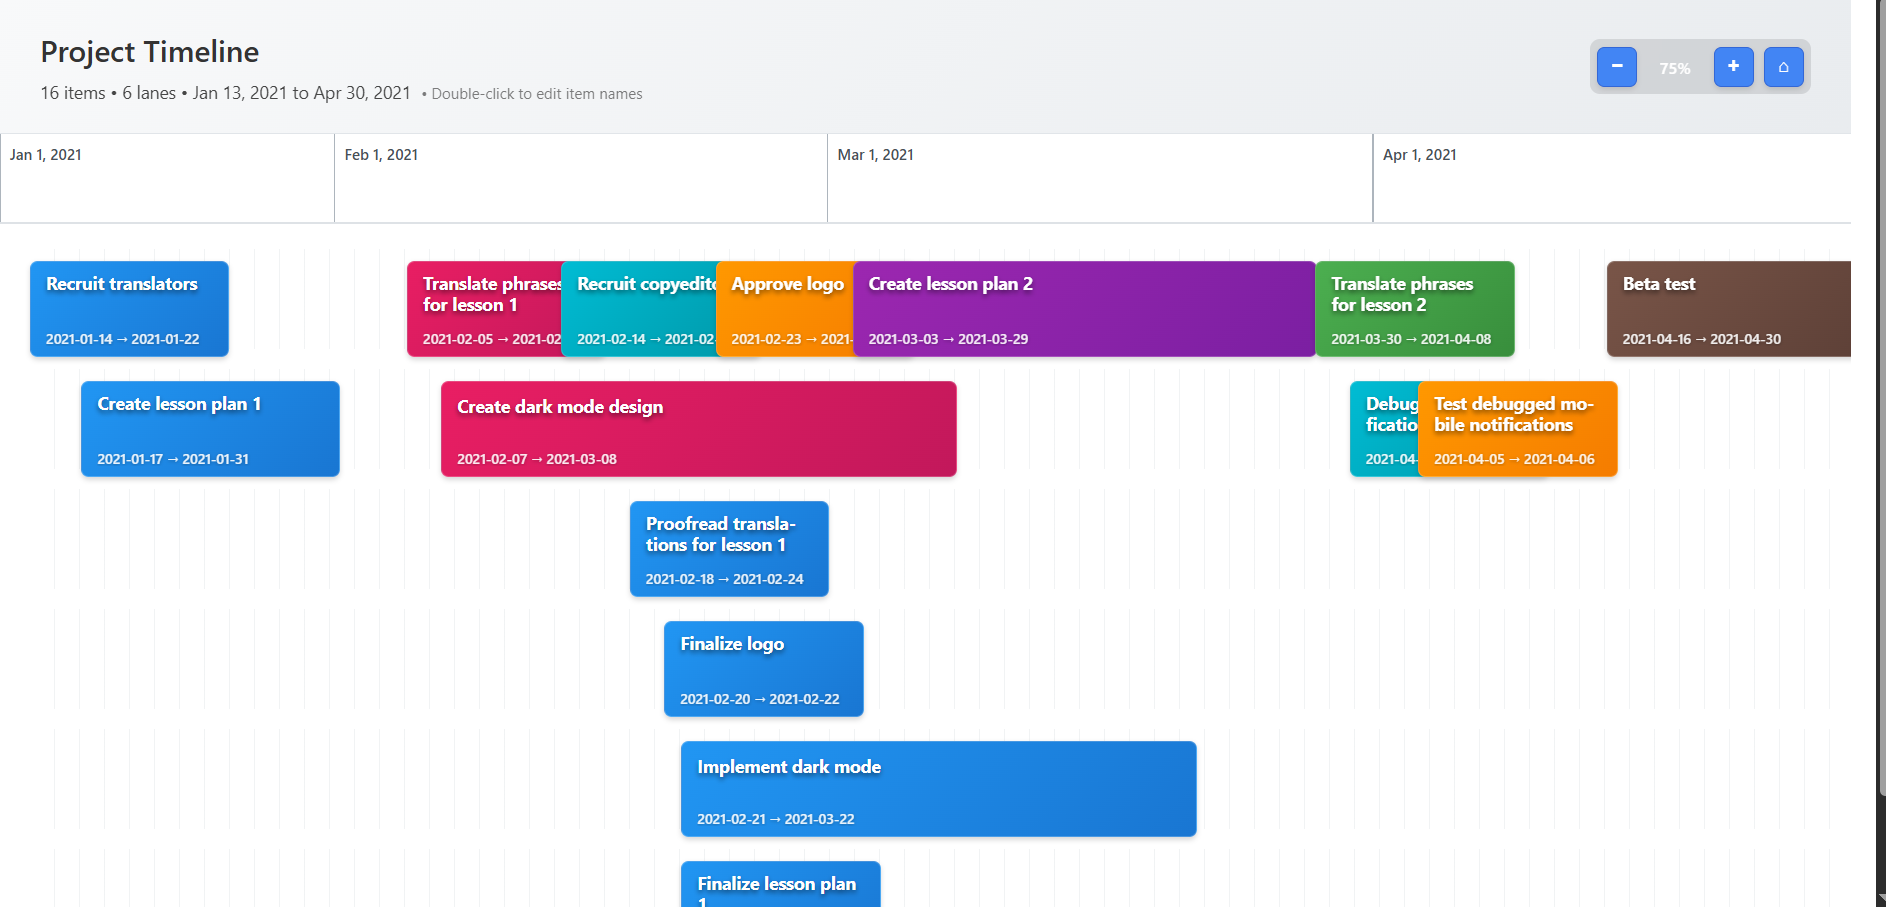 Project Timeline
16 items • 6 lanes • Jan 13, 2021 to Apr 30, 2021 • Double-click to edit item names
− 75% + ⌂
Jan 1, 2021
Feb 1, 2021
Mar 1, 2021
Apr 1, 2021
Recruit translators
2021-01-14 → 2021-01-22
Translate phrases
for lesson 1
2021-02-05 → 2021-02
Recruit copyedito
2021-02-14 → 2021-02-
Approve logo
2021-02-23 → 2021-
Create lesson plan 2
2021-03-03 → 2021-03-29
Translate phrases
for lesson 2
2021-03-30 → 2021-04-08
Beta test
2021-04-16 → 2021-04-30
Create lesson plan 1
2021-01-17 → 2021-01-31
Create dark mode design
2021-02-07 → 2021-03-08
Debug
ficatio
2021-04-
Test debugged mo-
bile notifications
2021-04-05 → 2021-04-06
Proofread transla-
tions for lesson 1
2021-02-18 → 2021-02-24
Finalize logo
2021-02-20 → 2021-02-22
Implement dark mode
2021-02-21 → 2021-03-22
Finalize lesson plan
1